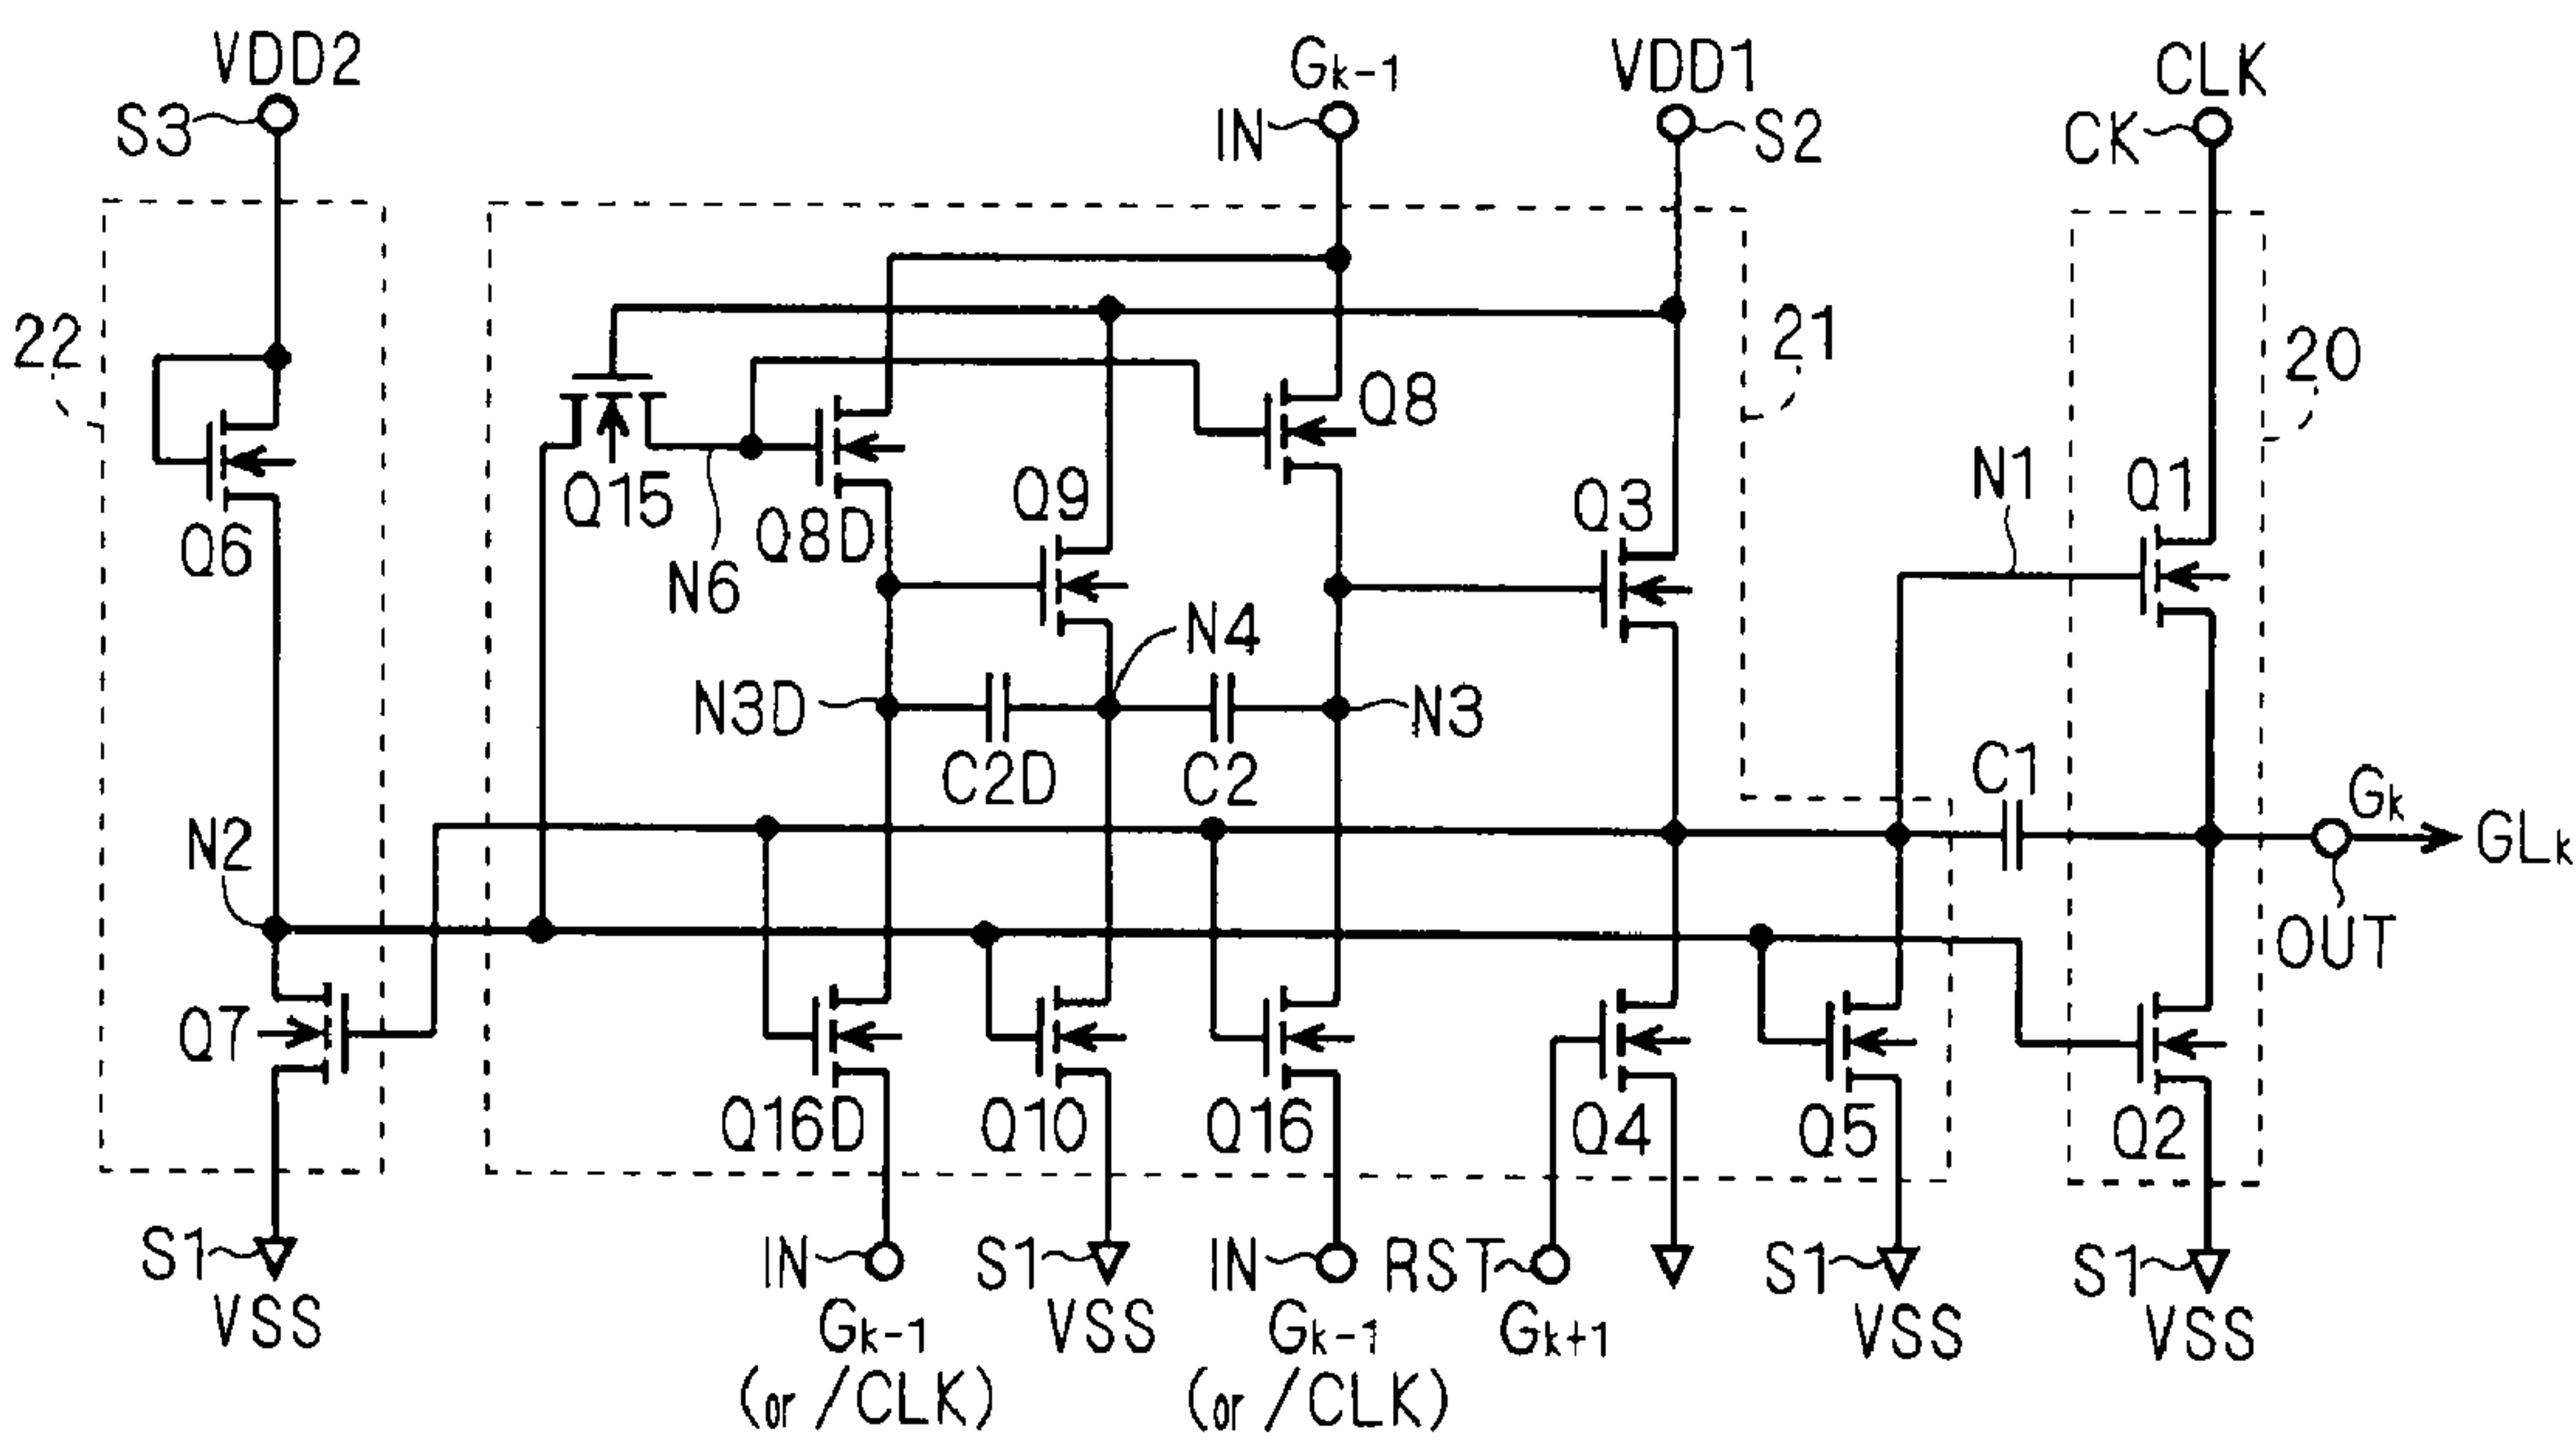 VDD2
Gk-1
VDD1
CLK
S3
IN
S2
CK
22
21
20
Q8
Q15
Q9
Q3
N1
Q1
Q6
N6
Q8D
N4
N3D
N3
C2D
C2
C1
Gk
GLk
N2
OUT
Q7
Q16D
Q10
Q16
Q4
Q5
Q2
S1
IN
S1
IN
RST
S1
S1
VSS
Gk-1
VSS
Gk-1
Gk+1
VSS
VSS
(or /CLK)
(or /CLK)